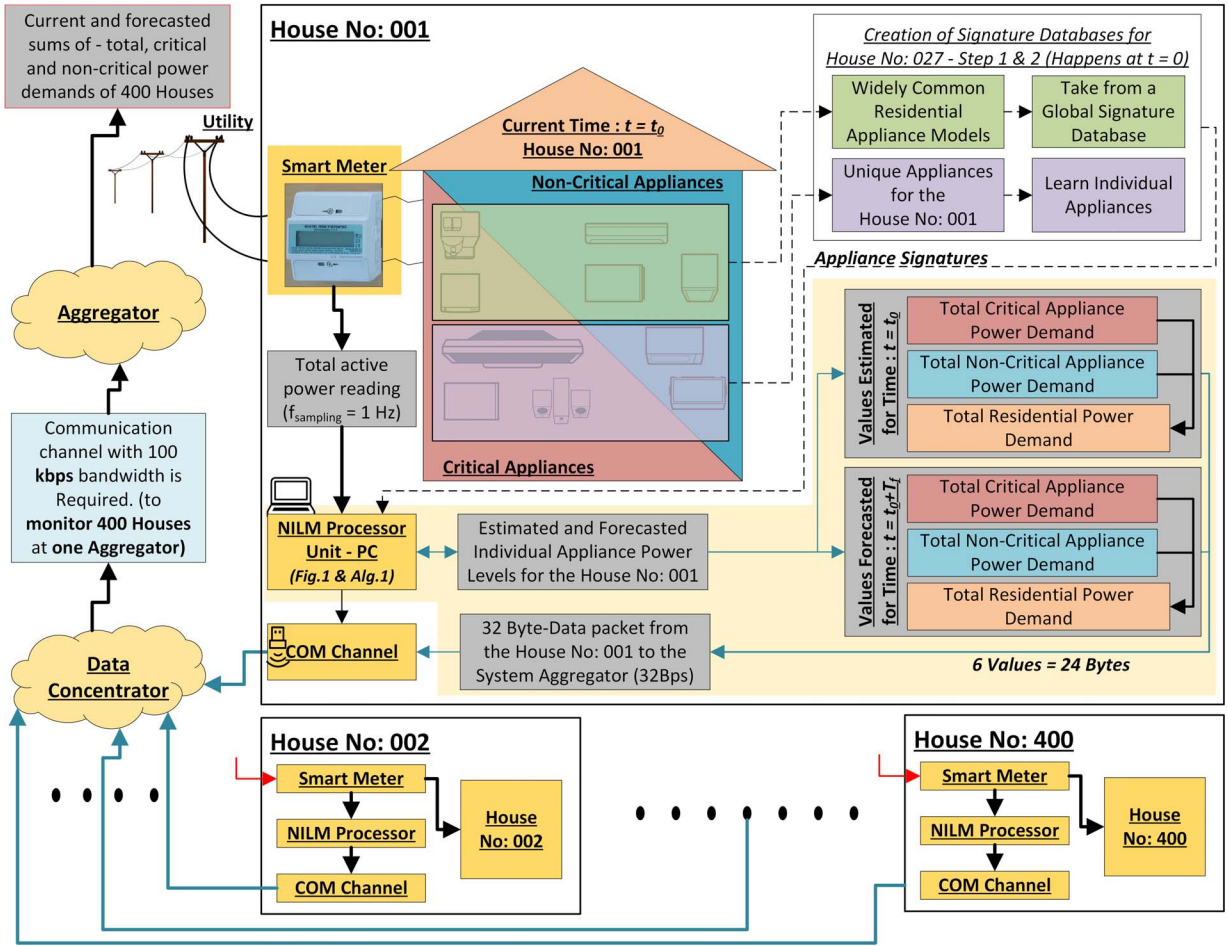 Current and forecasted
sums of - total, critical
and non-critical power
demands of 400 Houses
Utility
Aggregator
Communication
channel with 100
kbps bandwidth is
Required. (to
monitor 400 Houses
at one Aggregator)
Data
Concentrator
House No: 001
Smart Meter
Current Time : t = t0
House No: 001
Non-Critical Appliances
Critical Appliances
Creation of Signature Databases for
House No: 027 - Step 1 & 2 (Happens at t = 0)
Widely Common
Residential
Appliance Models
Take from a
Global Signature
Database
Unique Appliances
for the
House No: 001
Learn Individual
Appliances
Appliance Signatures
Total active
power reading
(fsampling = 1 Hz)
NILM Processor
Unit - PC
(Fig.1 & Alg.1)
Estimated and Forecasted
Individual Appliance Power
Levels for the House No: 001
COM Channel
32 Byte-Data packet from
the House No: 001 to the
System Aggregator (32Bps)
Values Estimated
for Time : t = t0
Total Critical Appliance
Power Demand
Total Non-Critical Appliance
Power Demand
Total Residential Power
Demand
Values Forecasted
for Time : t = t0+Tf
Total Critical Appliance
Power Demand
Total Non-Critical Appliance
Power Demand
Total Residential Power
Demand
6 Values = 24 Bytes
House No: 002
Smart Meter
NILM Processor
COM Channel
House
No: 002
House No: 400
Smart Meter
NILM Processor
COM Channel
House
No: 400